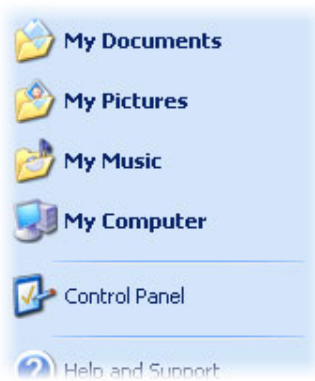 My Documents
My Pictures
My Music
My Computer
Control Panel
Help and Support